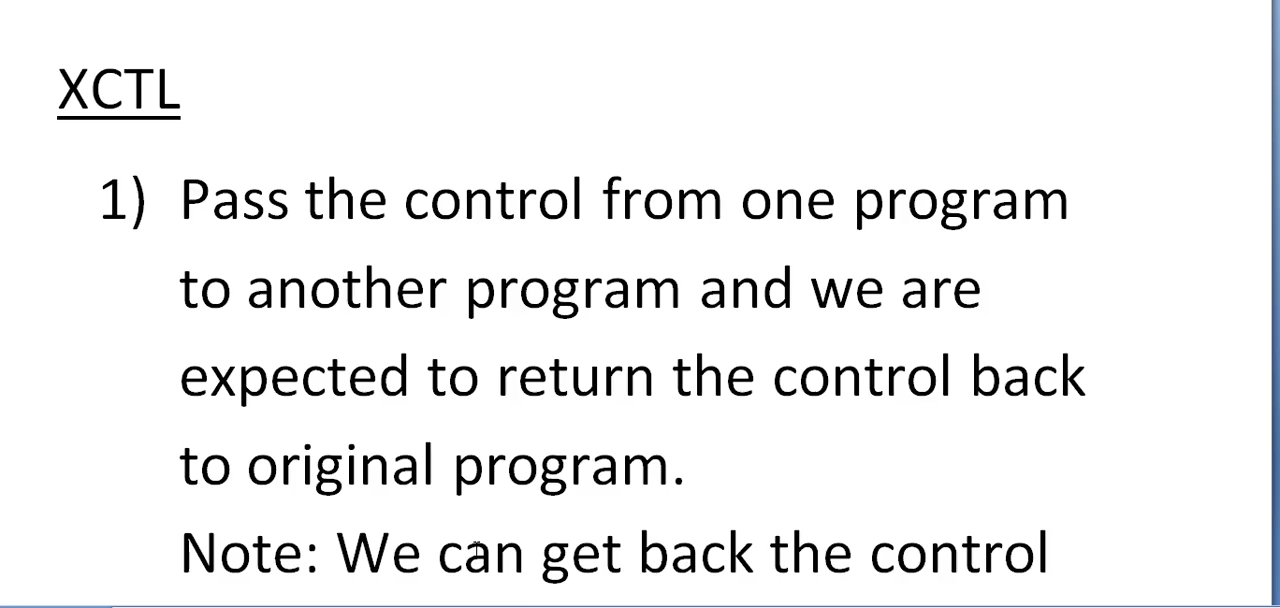 XCTL
1) Pass the control from one program
to another program and we are
expected to return the control back
to original program.
Note: We can get back the control